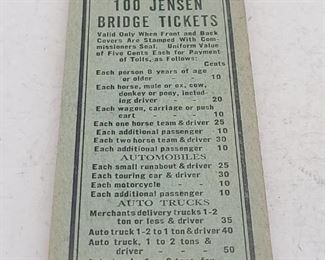 100 JENSEN
BRIDGE TICKETS
Valid Only When Front and Back
Covers Are Stamped With Com-
missioners Seal. Uniform Value
of Five Cents Each for Payment
of Tolls, as Follows:
Cents
Each person 8 years of age
or older - - 10
Each horse, mule or ox, cow,
donkey or pony, includ-
ing driver - - 20
Each wagon, carriage or push
cart - - - 10
Each one horse team & driver 25
Each additional passenger 10
Each two horse team & driver 30
Each additional passenger - 10
AUTOMOBILES
Each small runabout & driver 25
Each touring car & driver 30
Each motorcycle - - 10
Each additional passenger - 10
AUTO TRUCKS
Merchants delivery trucks 1-2
ton or less & driver 35
Auto truck 1-2 to 1 ton & driver 40
Auto truck, 1 to 2 tons &
driver - - - 50